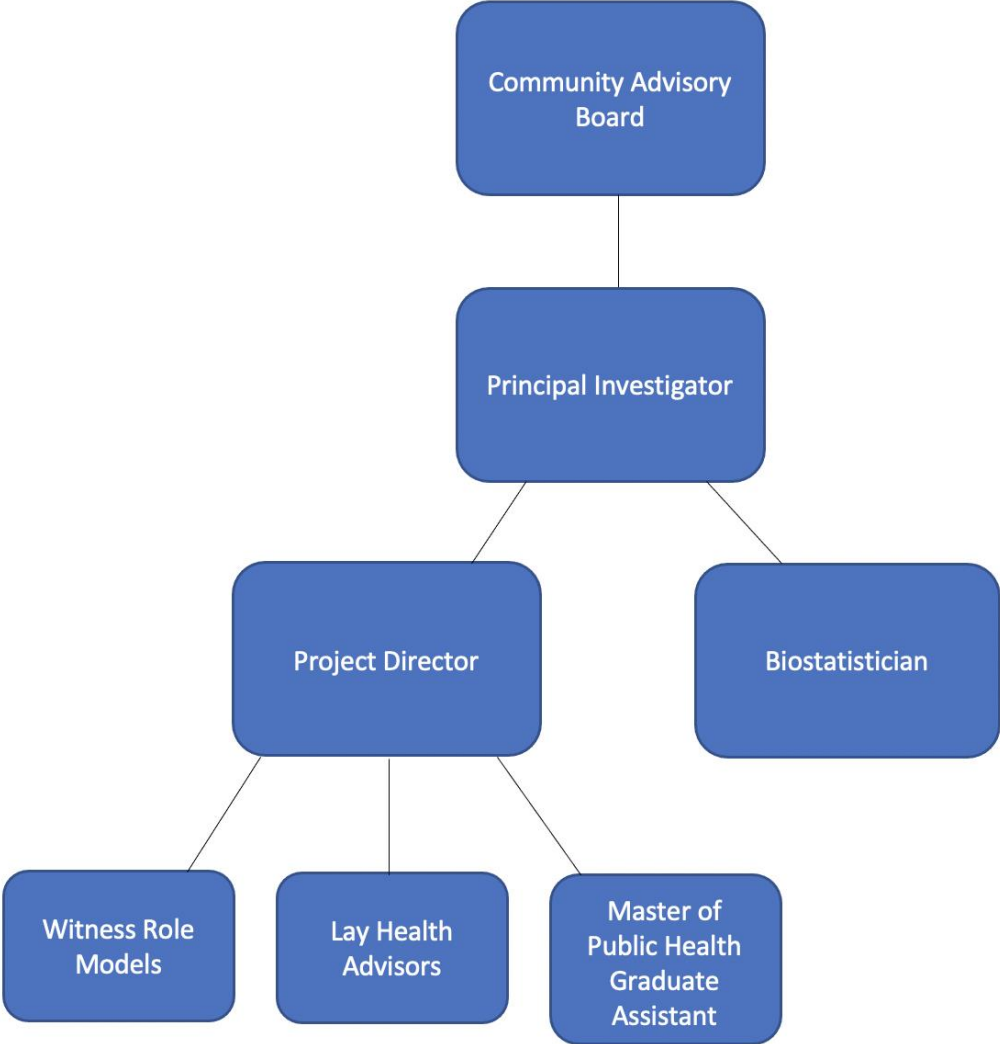 Community Advisory
Board
Principal Investigator
Project Director
Biostatistician
Witness Role
Models
Lay Health
Advisors
Master of
Public Health
Graduate
Assistant